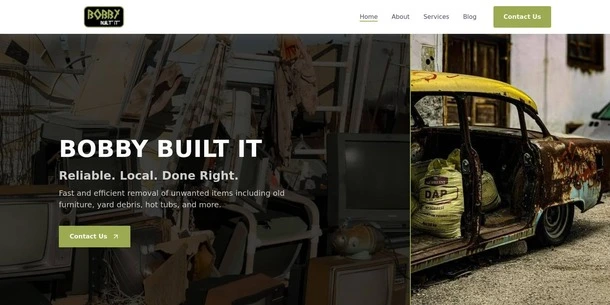 BOBBY
BUILT IT
Home
About
Services
Blog
Contact Us
BOBBY BUILT IT
Reliable. Local. Done Right.
Fast and efficient removal of unwanted items including old
furniture, yard debris, hot tubs, and more.
Contact Us
DAP